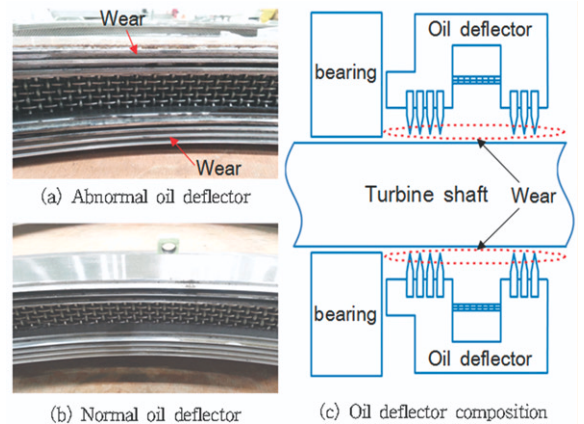 Wear
Wear
(a) Abnormal oil deflector
(b) Normal oil deflector
Oil deflector
bearing
Turbine shaft
Wear
bearing
Oil deflector
(c) Oil deflector composition